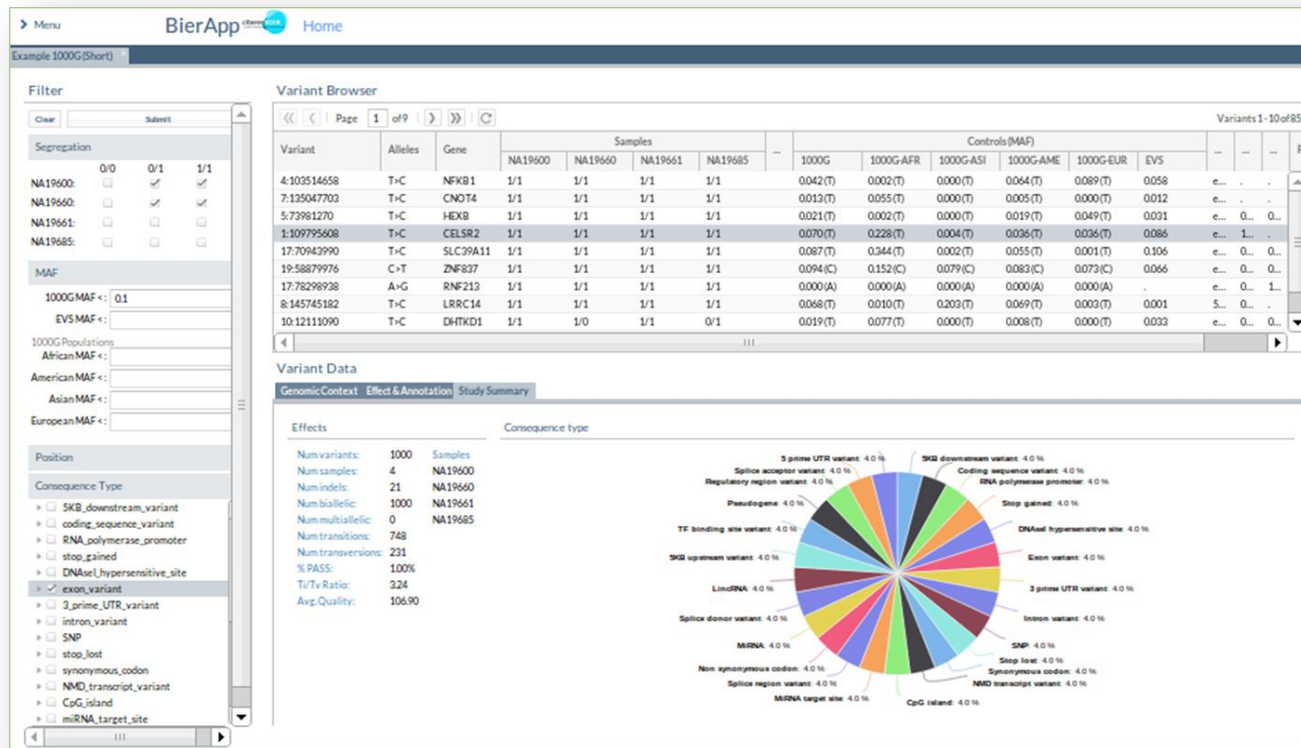 Menu
BierApp
Home
Example 1000G (Short)
Filter
Clear Submit
Segregation
0/0 0/1 1/1
NA19600:
NA19660:
NA19661:
NA19685:
MAF
1000G MAF < : 0.1
EVS MAF < :
1000G Populations
African MAF < :
American MAF < :
Asian MAF < :
European MAF < :
Position
Consequence Type
5KB_downstream_variant
coding_sequence_variant
RNA_polymerase_promoter
stop_gained
DNAseI_hypersensitive_site
exon_variant
3_prime_UTR_variant
intron_variant
SNP
stop_lost
synonymous_codon
NMD_transcript_variant
CpG_island
miRNA_target_site
Variant Browser
Page 1 of 9 Variants 1 - 10 of 85
Variant Alleles Gene Samples ... Controls (MAF) ... ... ...
NA19600 NA19660 NA19661 NA19685 1000G 1000G-AFR 1000G-ASI 1000G-AME 1000G-EUR EVS
4:103514658 T>C NFKB1 1/1 1/1 1/1 1/1 0.042 (T) 0.002 (T) 0.000 (T) 0.064 (T) 0.089 (T) 0.058 e... . .
7:135047703 T>C CNOT4 1/1 1/1 1/1 1/1 0.013 (T) 0.055 (T) 0.000 (T) 0.005 (T) 0.000 (T) 0.012 e... . .
5:73981270 T>C HEXB 1/1 1/1 1/1 1/1 0.021 (T) 0.002 (T) 0.000 (T) 0.019 (T) 0.049 (T) 0.031 e... 0... 0...
1:109795608 T>C CELSR2 1/1 1/1 1/1 1/1 0.070 (T) 0.228 (T) 0.004 (T) 0.036 (T) 0.036 (T) 0.086 e... 1... .
17:70943990 T>C SLC39A11 1/1 1/1 1/1 1/1 0.087 (T) 0.344 (T) 0.002 (T) 0.055 (T) 0.001 (T) 0.106 e... 0... 0...
19:58879976 C>T ZNF837 1/1 1/1 1/1 1/1 0.094 (C) 0.152 (C) 0.079 (C) 0.083 (C) 0.073 (C) 0.066 e... 0... 0...
17:78298938 A>G RNF213 1/1 1/1 1/1 1/1 0.000 (A) 0.000 (A) 0.000 (A) 0.000 (A) 0.000 (A) . e... 0... 1...
8:145745182 T>C LRRC14 1/1 1/1 1/1 1/1 0.068 (T) 0.010 (T) 0.203 (T) 0.069 (T) 0.003 (T) 0.001 5... 0... .
10:12111090 T>C DHTKD1 1/1 1/0 1/1 0/1 0.019 (T) 0.077 (T) 0.000 (T) 0.008 (T) 0.000 (T) 0.033 e... 0... 0...
Variant Data
Genomic Context Effect & Annotation Study Summary
Effects
Num variants: 1000 Samples
Num samples: 4 NA19600
Num indels: 21 NA19660
Num biallelic: 1000 NA19661
Num multiallelic: 0 NA19685
Num transitions: 748
Num transversions: 231
% PASS: 1.00%
Ti/Tv Ratio: 3.24
Avg. Quality: 106.90
Consequence type
5 prime UTR variant: 4.0 % 5KB downstream variant: 4.0 %
Splice acceptor variant: 4.0 % Coding sequence variant: 4.0 %
Regulatory region variant: 4.0 % RNA polymerase promoter: 4.0 %
Pseudogene: 4.0 % Stop gained: 4.0 %
TF binding site variant: 4.0 % DNAseI hypersensitive site: 4.0 %
5KB upstream variant: 4.0 % Exon variant: 4.0 %
LincRNA: 4.0 % 3 prime UTR variant: 4.0 %
Splice donor variant: 4.0 % Intron variant: 4.0 %
MiRNA: 4.0 % SNP: 4.0 %
Non synonymous codon: 4.0 % Stop lost: 4.0 %
Splice region variant: 4.0 % Synonymous codon: 4.0 %
MiRNA target site: 4.0 % NMD transcript variant: 4.0 %
CpG island: 4.0 %